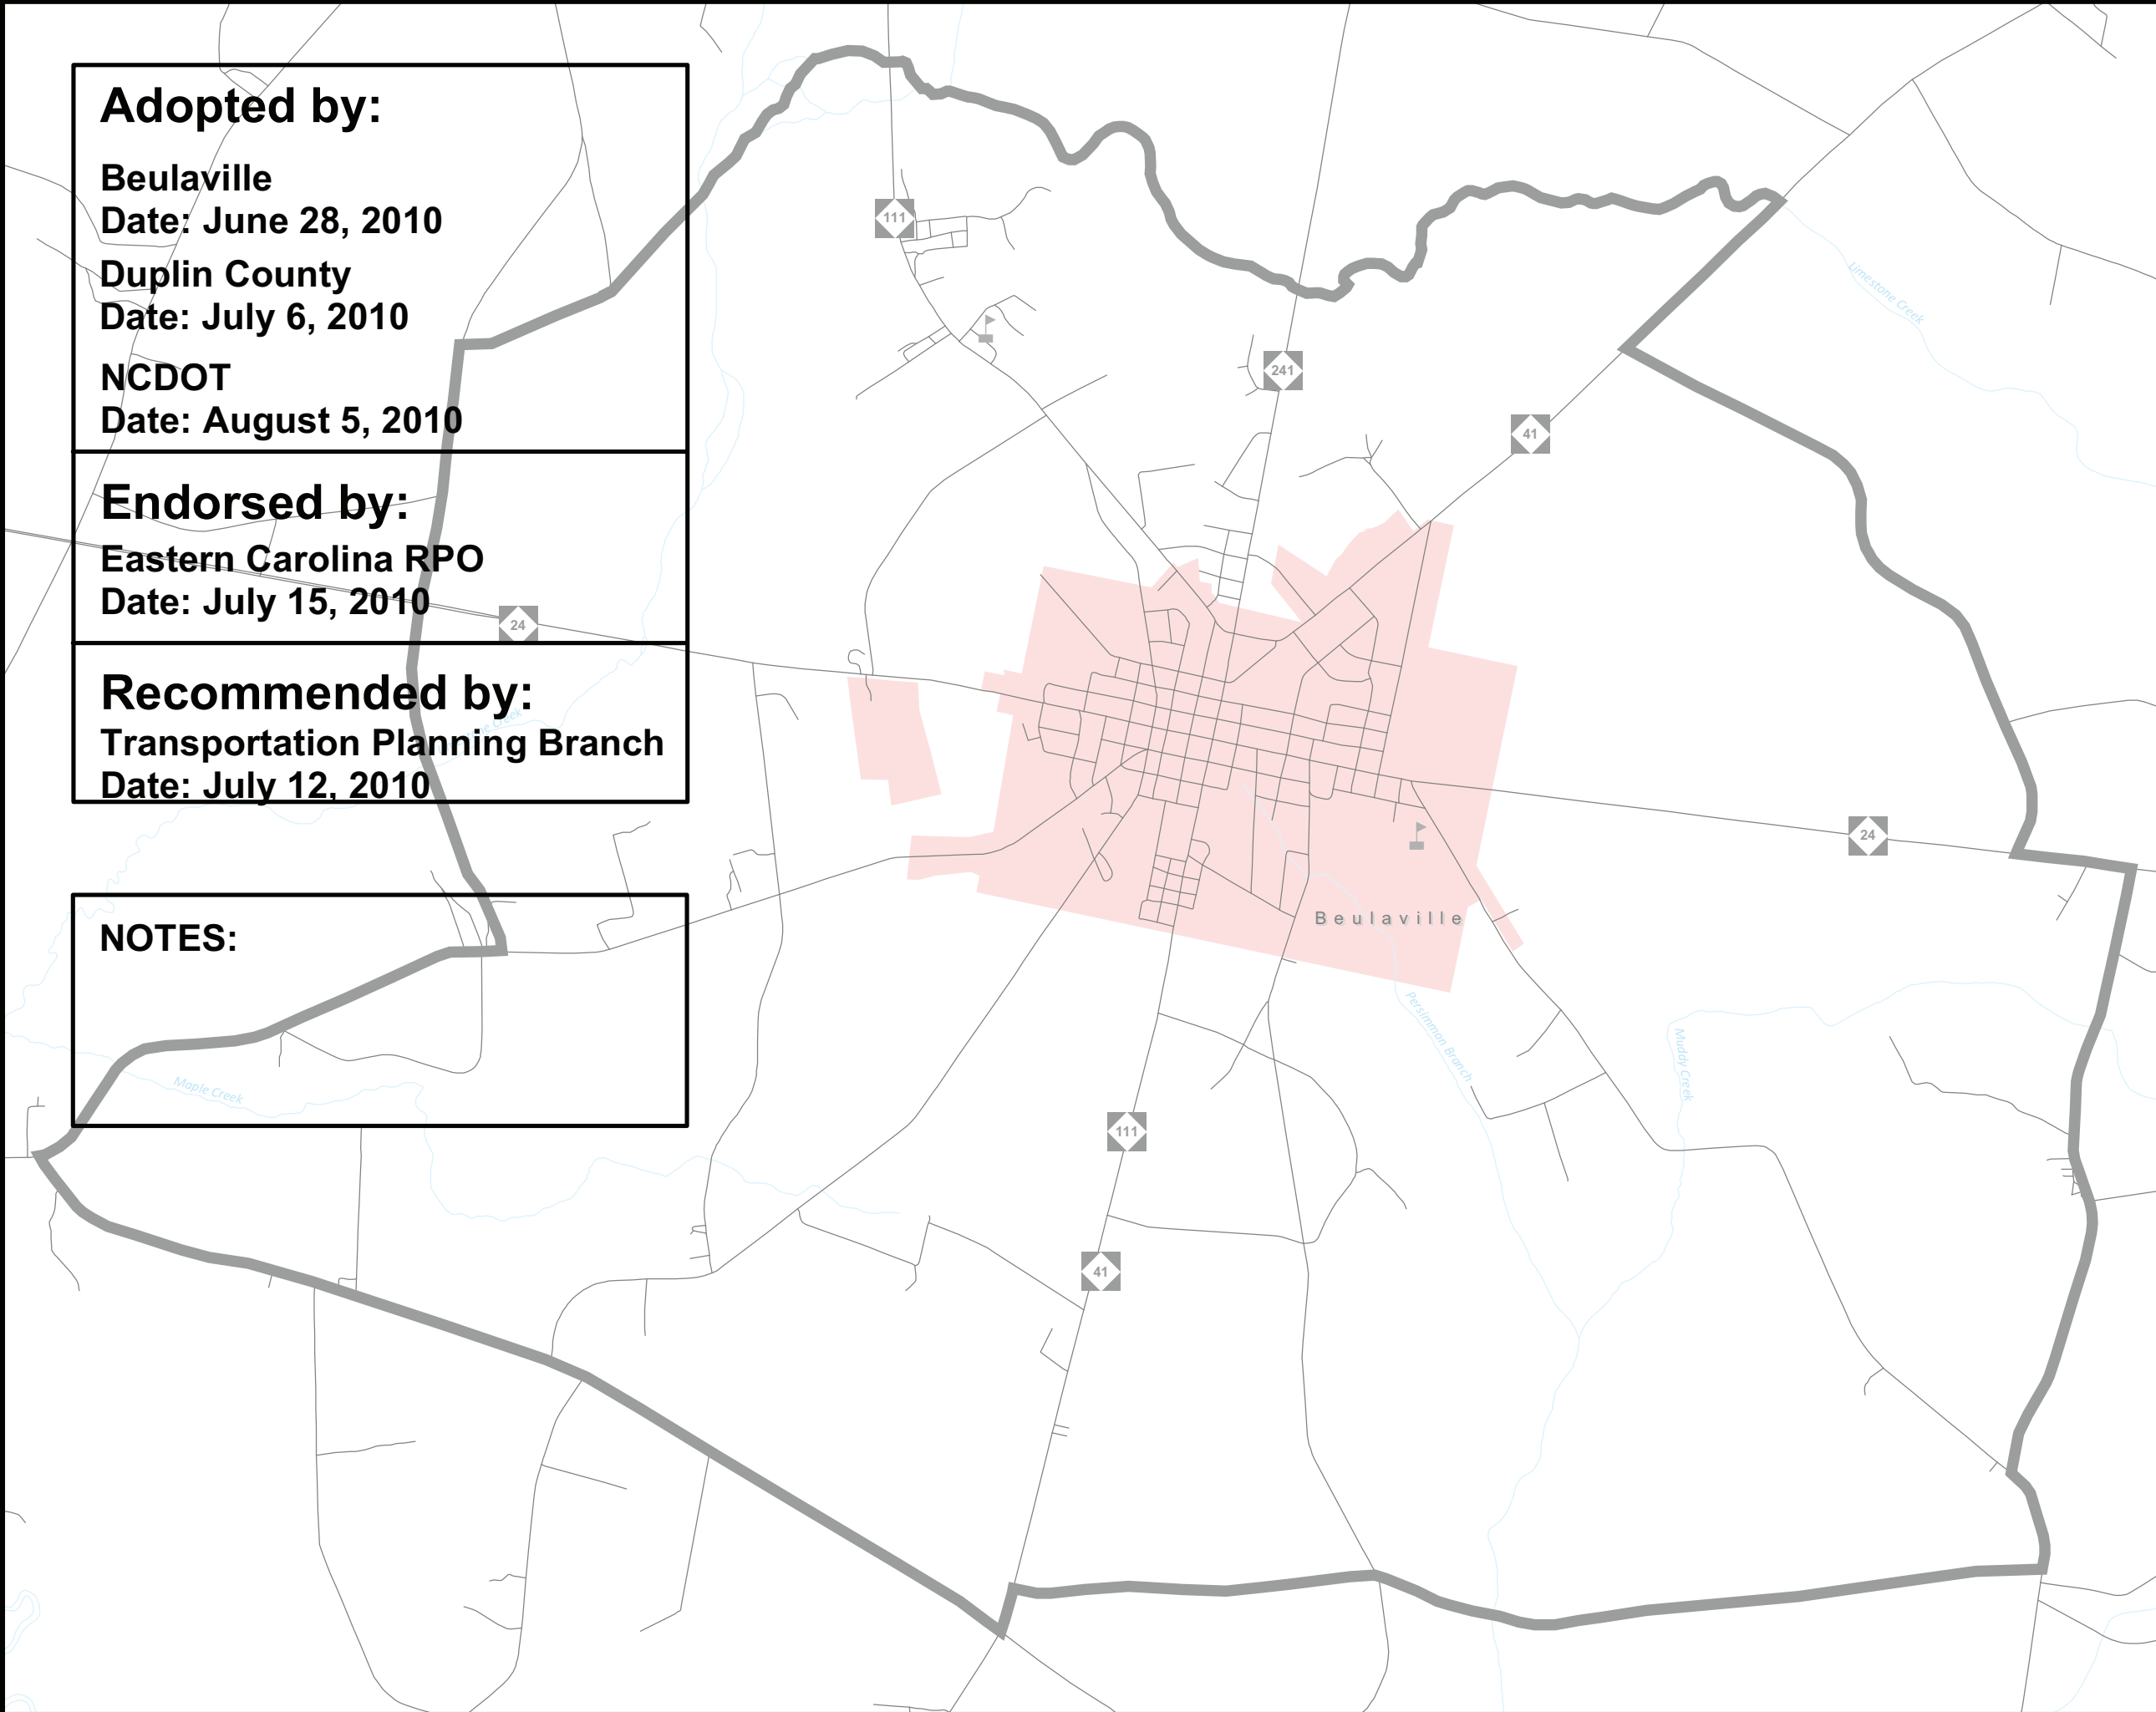 Adopted by:
Beulaville
Date: June 28, 2010
Duplin County
Date: July 6, 2010
NCDOT
Date: August 5, 2010
Endorsed by:
Eastern Carolina RPO
Date: July 15, 2010
Recommended by:
Transportation Planning Branch
Date: July 12, 2010
NOTES:
111
241
41
Limestone Creek
24
24
Creek
Beulaville
Persimmon Branch
Muddy Creek
Maple Creek
111
41